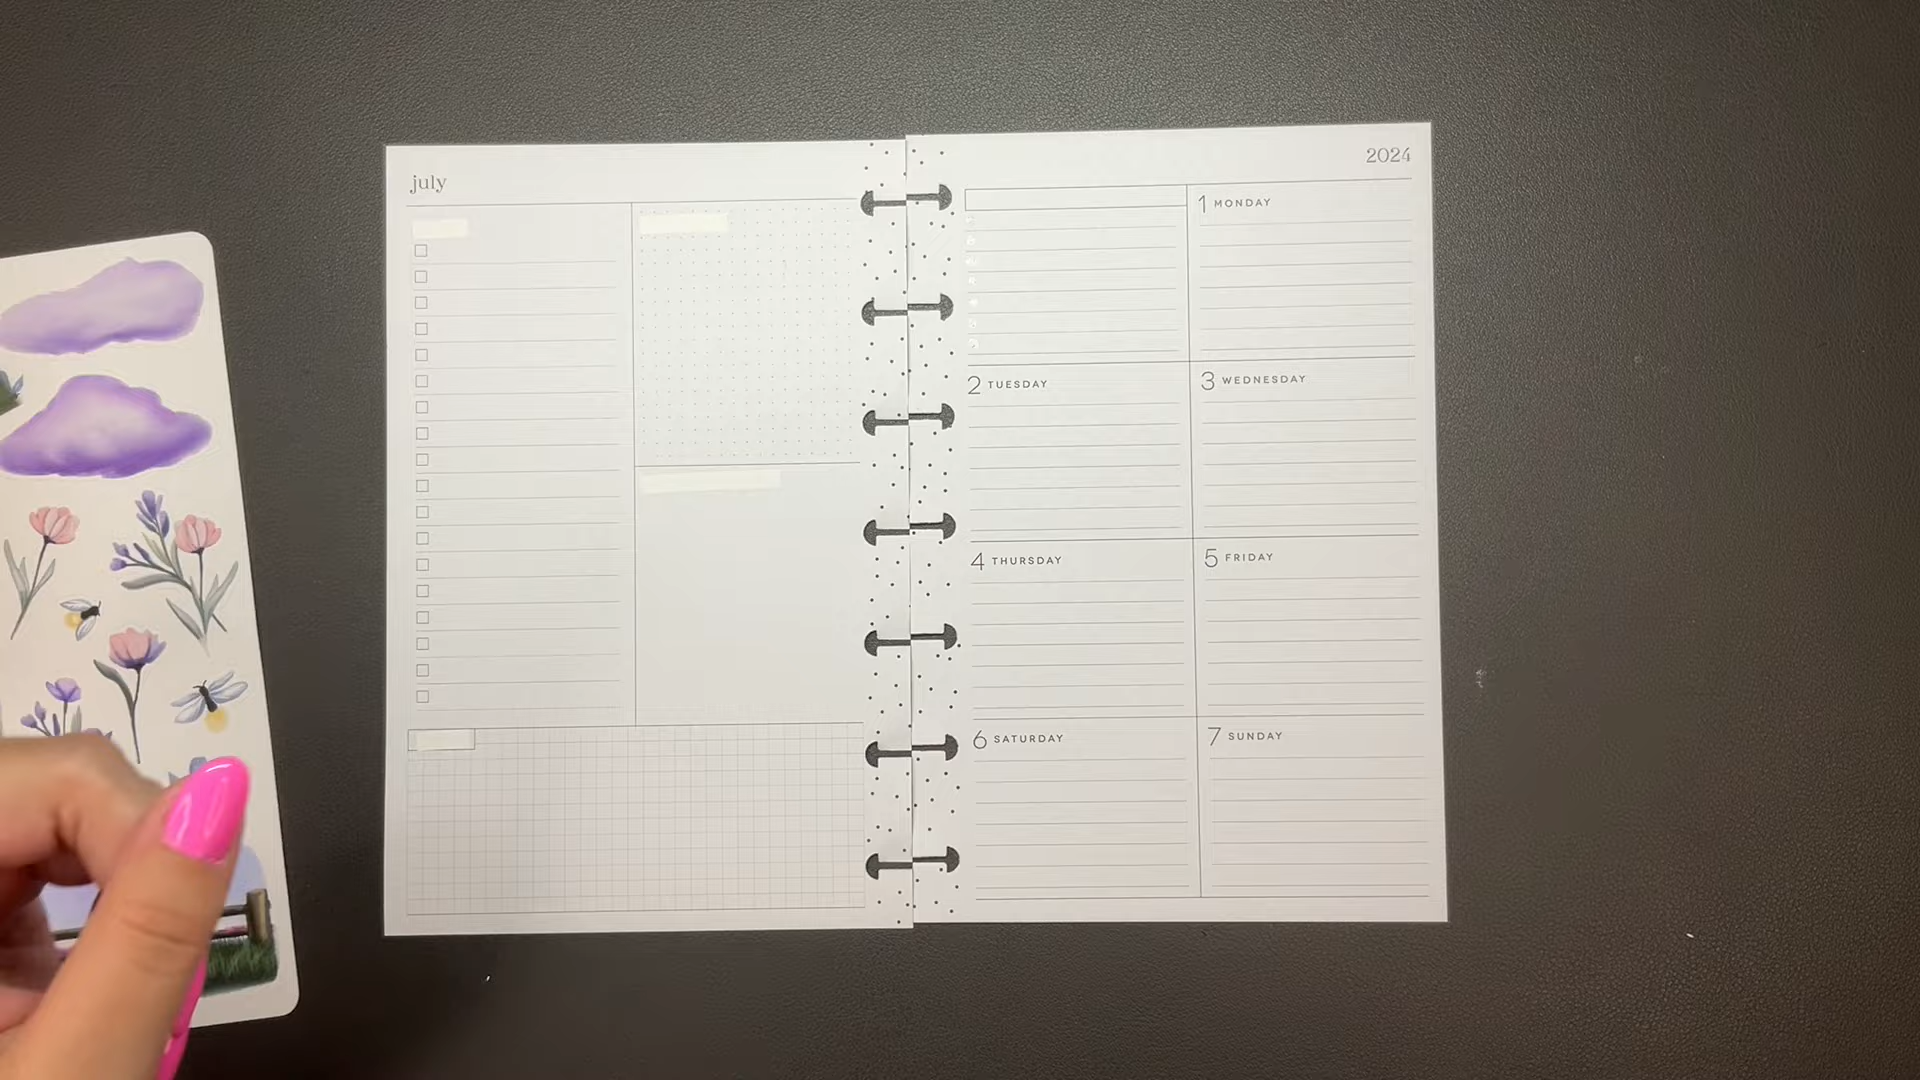 july
2024
1 MONDAY
2 TUESDAY
3 WEDNESDAY
4 THURSDAY
5 FRIDAY
6 SATURDAY
7 SUNDAY